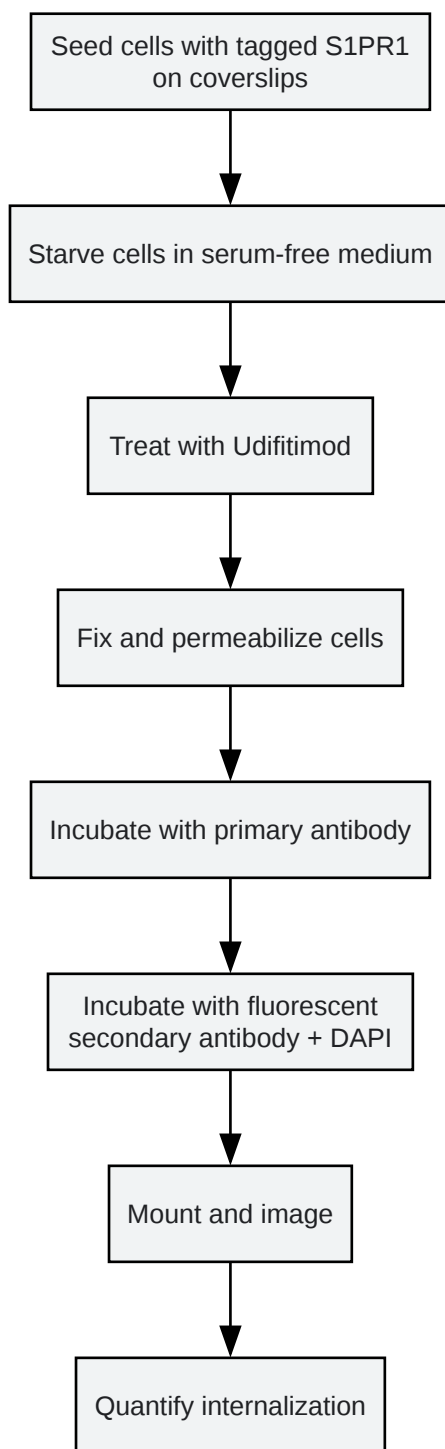 Seed cells with tagged S1PR1
on coverslips
Starve cells in serum-free medium
Treat with Udifitimod
Fix and permeabilize cells
Incubate with primary antibody
Incubate with fluorescent
secondary antibody + DAPI
Mount and image
Quantify internalization